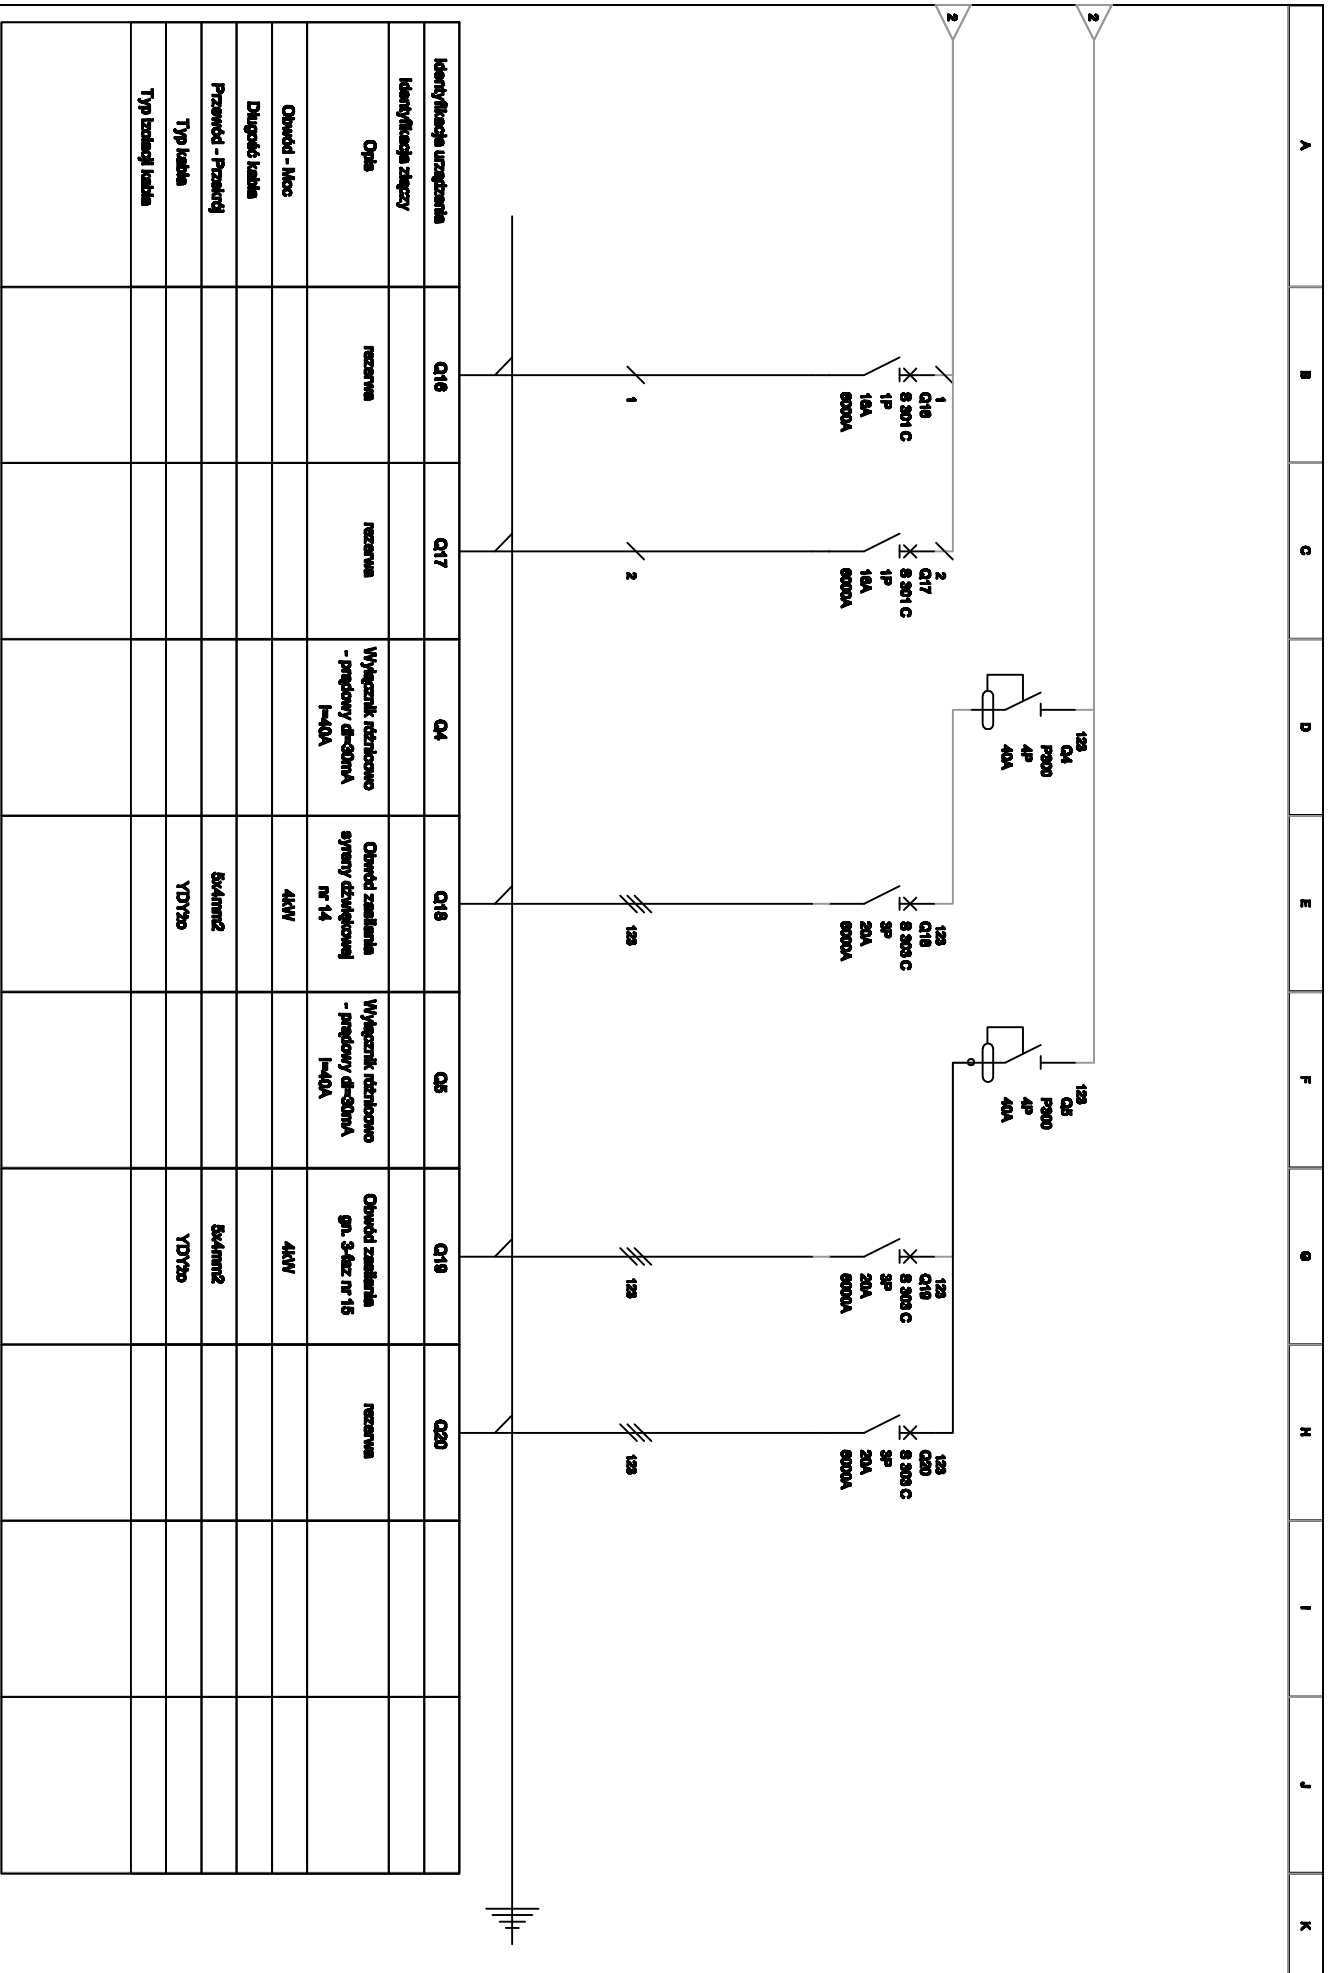 A
B
C
D
E
F
G
H
I
J
K
2
2
123
Q4
P300
4P
40A
123
Q5
P300
4P
40A
1
Q16
S 301 C
1P
16A
6000A
2
Q17
S 301 C
1P
16A
6000A
123
Q18
S 303 C
3P
20A
6000A
123
Q19
S 303 C
3P
20A
6000A
123
Q20
S 303 C
3P
20A
6000A
1
2
123
123
123
Identyfikacja urządzenia
Q16
Q17
Q4
Q18
Q5
Q19
Q20
Identyfikacja złączy
Opis
rezerwa
rezerwa
Wyłącznik różnicowo
- prądowy di=30mA
I=40A
Obwód zasilania
syreny dźwiękowej
nr 14
Wyłącznik różnicowo
- prądowy di=30mA
I=40A
Obwód zasilania
gn. 3-faz nr 15
rezerwa
Obwód - Moc
4kW
4kW
Długość kabla
Przewód - Przekrój
5x4mm2
5x4mm2
Typ kabla
YDYżo
YDYżo
Typ izolacji kabla